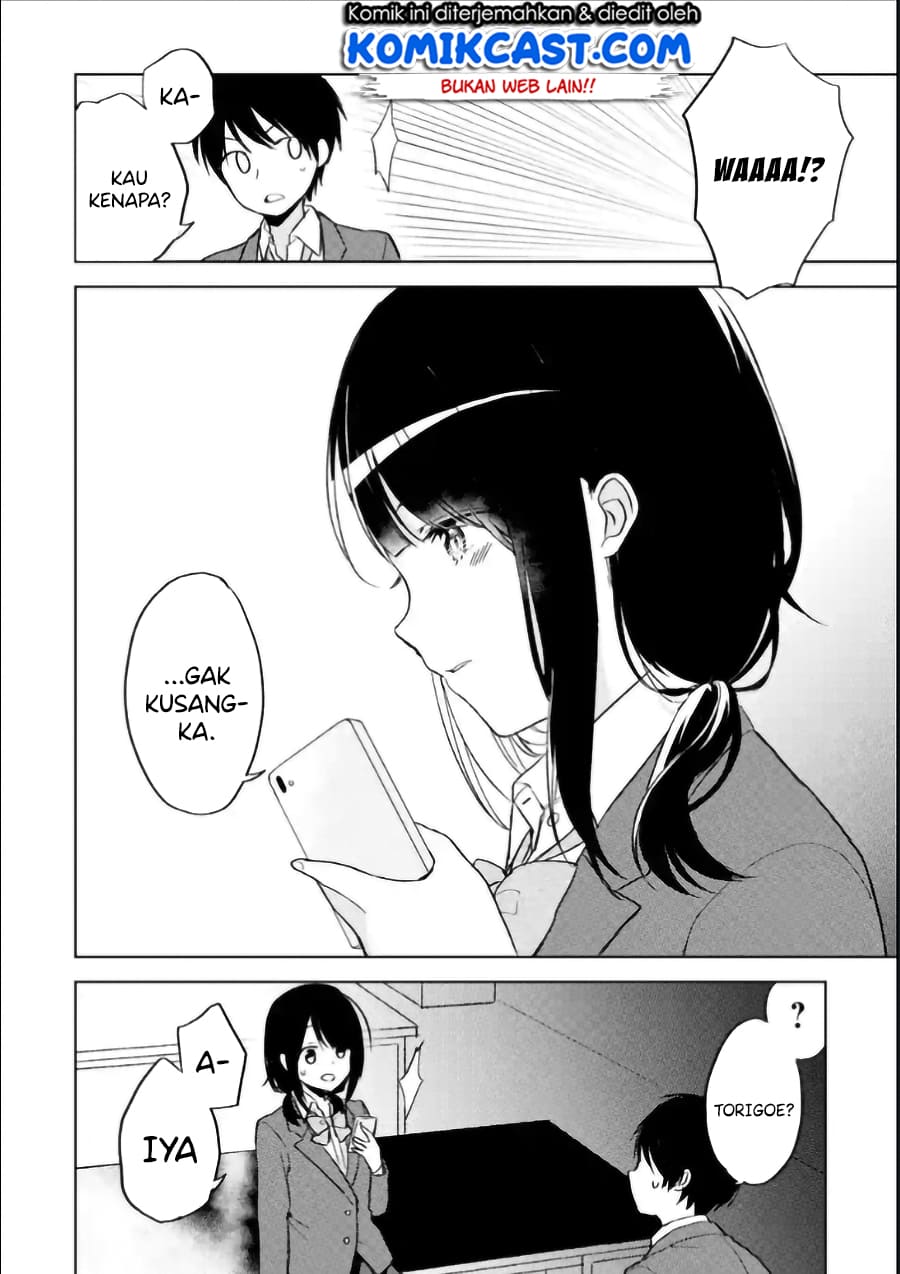 Komik ini diterjemahkan & diedit oleh
KOMIKCAST.COM
BUKAN WEB LAIN!!
WAAAA!?
KA-
KAU
KENAPA?
...GAK
KUSANG-
KA.
?
TORIGOE?
A-
IYA